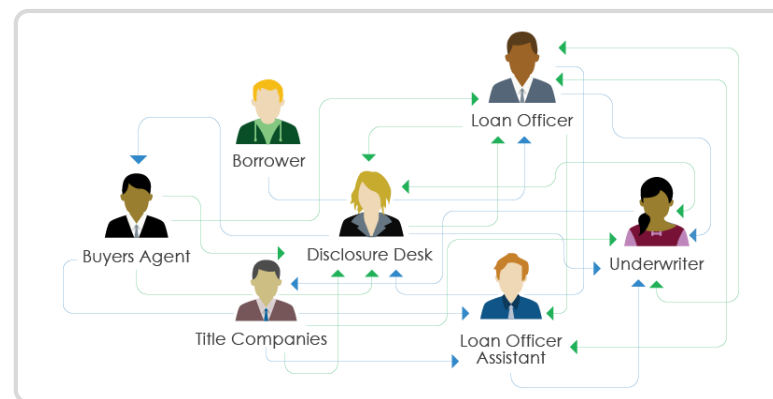 Loan Officer
Borrower
Buyers Agent
Disclosure Desk
Underwriter
Title Companies
Loan Officer
Assistant